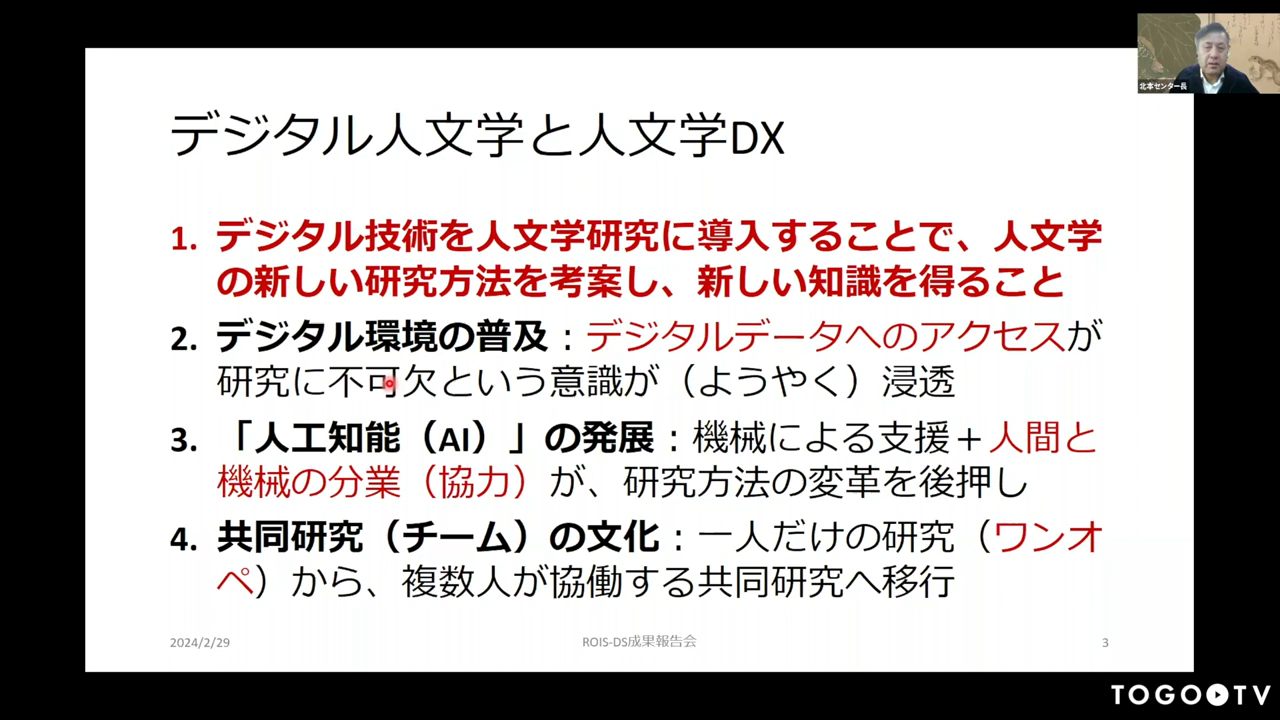 北本センター長
デジタル人文学と人文学DX
1. デジタル技術を人文学研究に導入することで、人文学
の新しい研究方法を考案し、新しい知識を得ること
2. デジタル環境の普及：デジタルデータへのアクセスが
研究に不可欠という意識が（ようやく）浸透
3. 「人工知能（AI）」の発展：機械による支援＋人間と
機械の分業（協力）が、研究方法の変革を後押し
4. 共同研究（チーム）の文化：一人だけの研究（ワンオ
ペ）から、複数人が協働する共同研究へ移行
2024/2/29
ROIS-DS成果報告会
3
TOGOTV